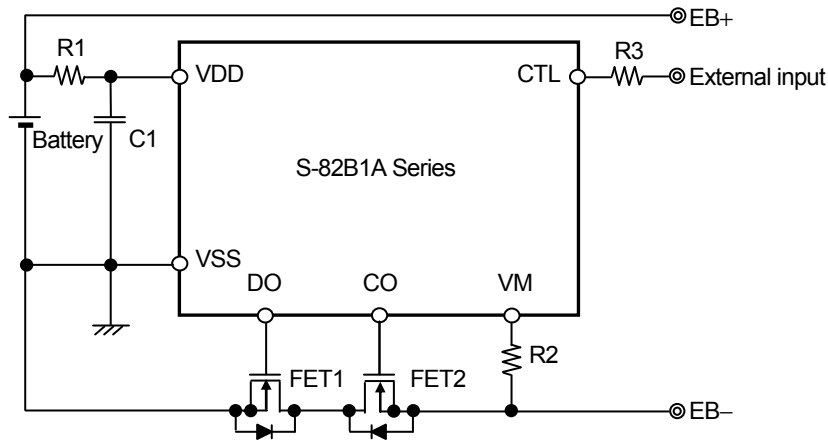 EB+
R1
R3
VDD
CTL
External input
Battery
C1
S-82B1A Series
VSS
DO
CO
VM
R2
FET1
FET2
EB−